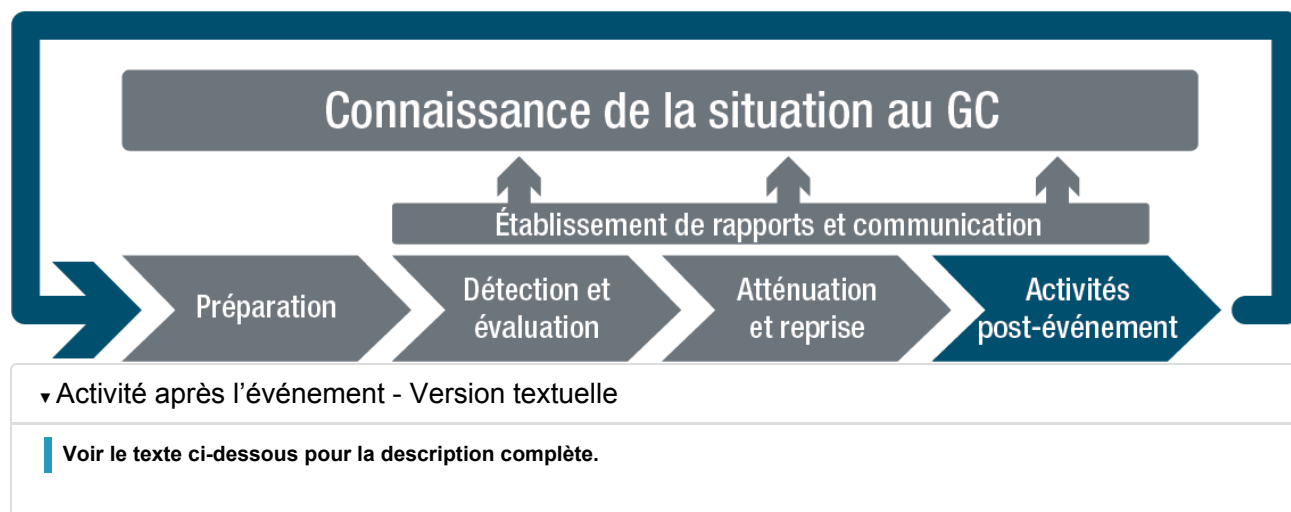 Connaissance de la situation au GC
Établissement de rapports et communication
Préparation
Détection et
évaluation
Atténuation
et reprise
Activités
post-événement
▾ Activité après l’événement - Version textuelle
Voir le texte ci-dessous pour la description complète.